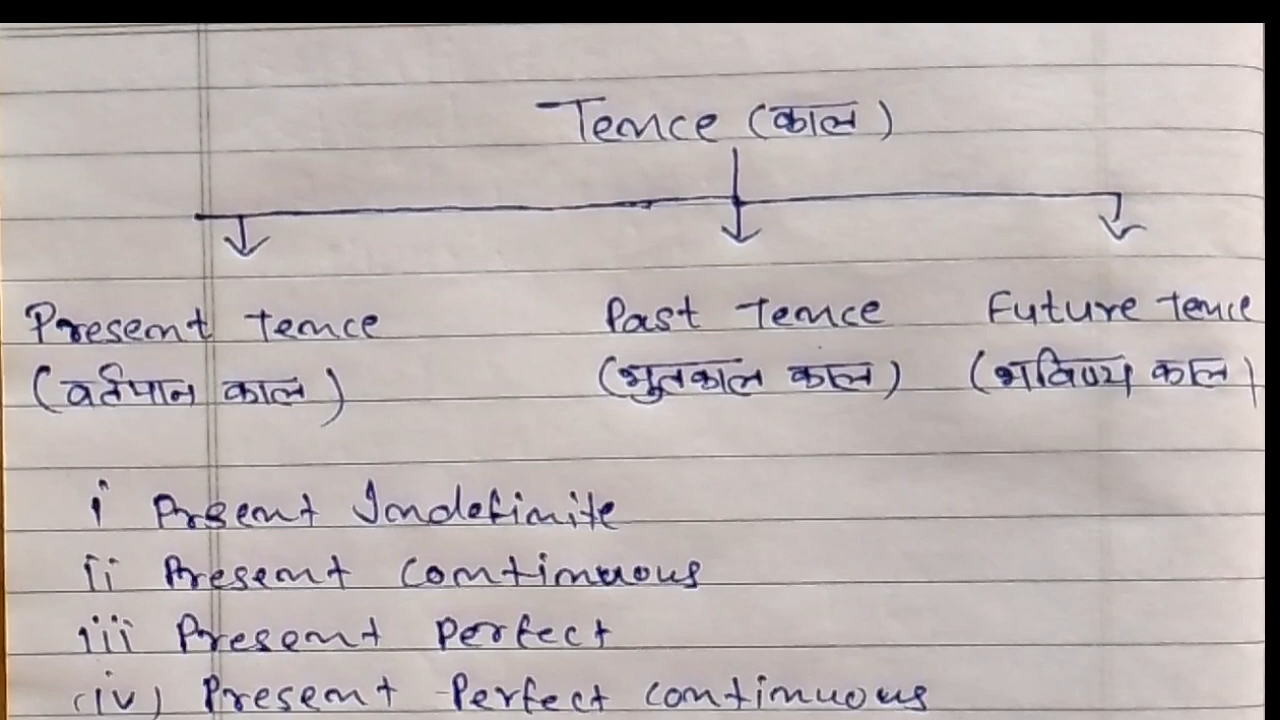 Tence (काल)
Present Tence Past Tence Future Tence
(वर्तमान काल) (भुतकाल काल) (भविष्य काल)
i Prsent Indefinite
ii Present continuous
iii Present perfect
(iv) Present Perfect continuous